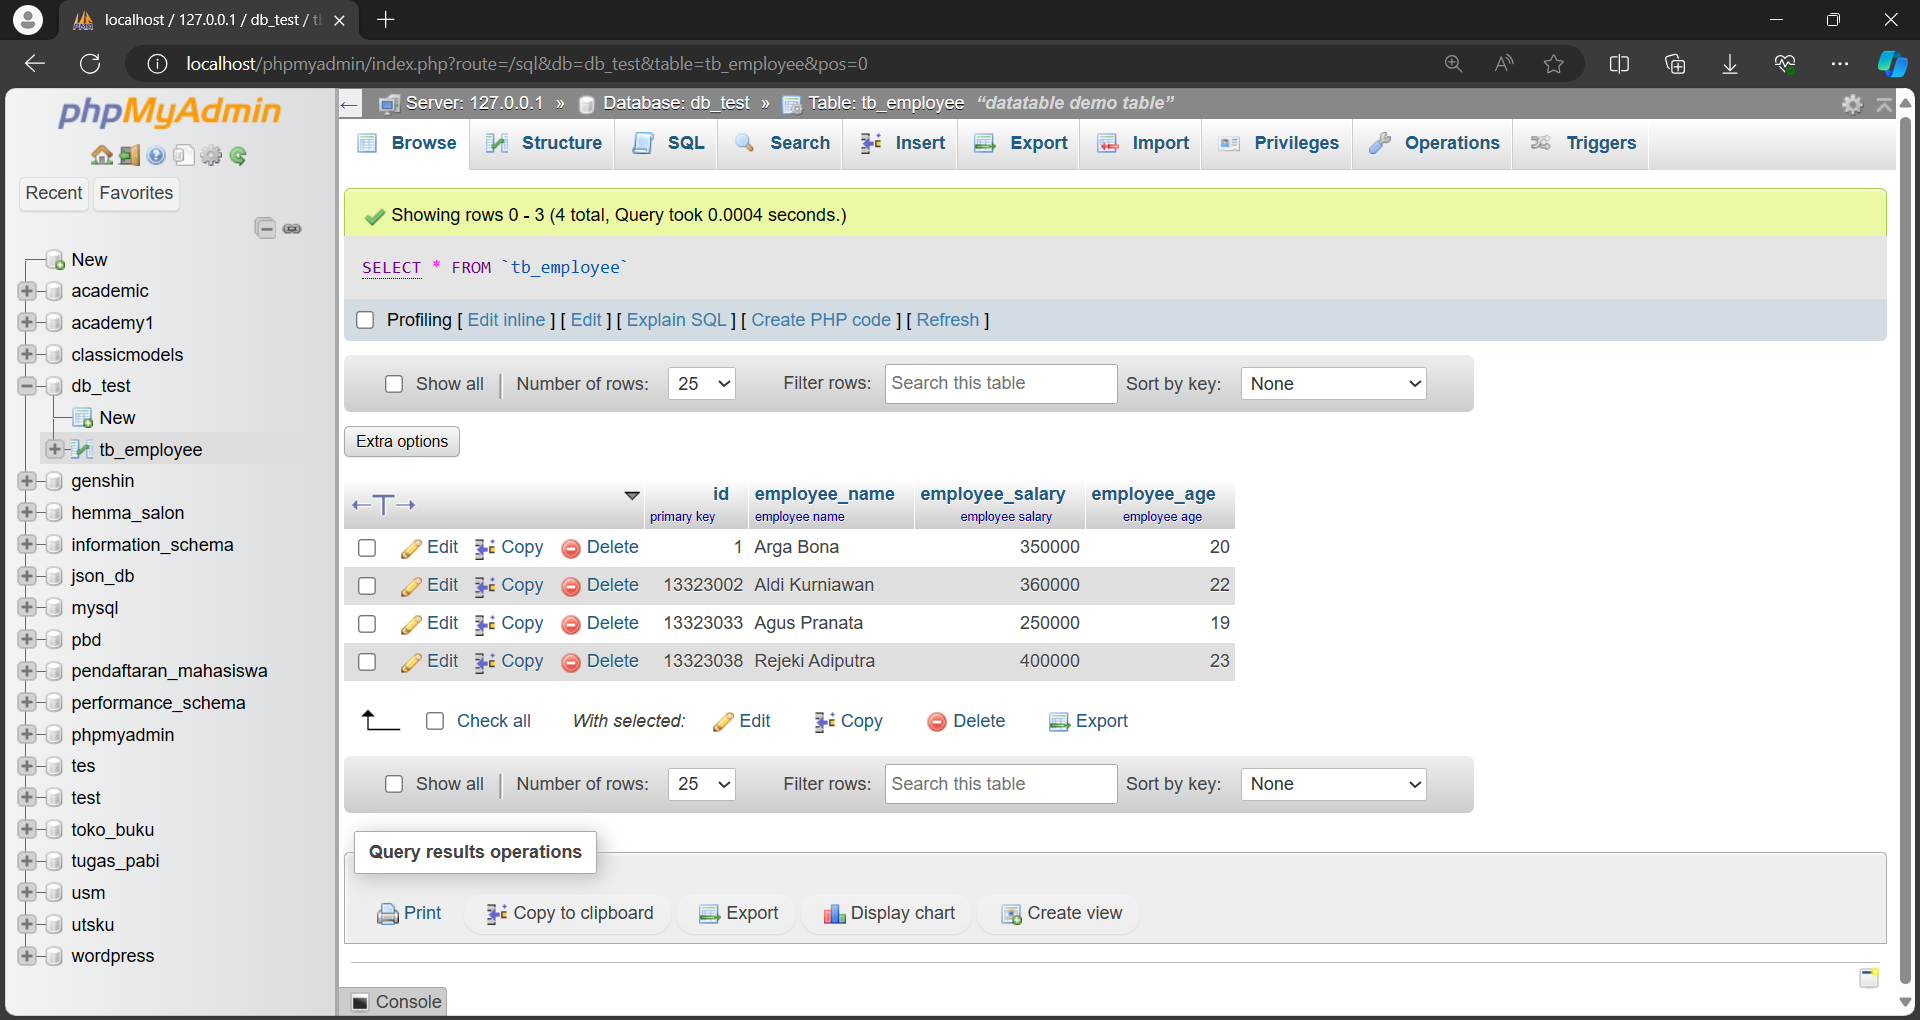 localhost / 127.0.0.1 / db_test / t
localhost/phpmyadmin/index.php?route=/sql&db=db_test&table=tb_employee&pos=0
phpMyAdmin
Recent Favorites
New
academic
academy1
classicmodels
db_test
New
tb_employee
genshin
hemma_salon
information_schema
json_db
mysql
pbd
pendaftaran_mahasiswa
performance_schema
phpmyadmin
tes
test
toko_buku
tugas_pabi
usm
utsku
wordpress
Server: 127.0.0.1 » Database: db_test » Table: tb_employee “datatable demo table”
Browse Structure SQL Search Insert Export Import Privileges Operations Triggers
Showing rows 0 - 3 (4 total, Query took 0.0004 seconds.)
SELECT * FROM `tb_employee`
Profiling [ Edit inline ] [ Edit ] [ Explain SQL ] [ Create PHP code ] [ Refresh ]
Show all | Number of rows: 25 Filter rows: Search this table Sort by key: None
Extra options
←T→ id employee_name employee_salary employee_age
primary key employee name employee salary employee age
Edit Copy Delete 1 Arga Bona 350000 20
Edit Copy Delete 13323002 Aldi Kurniawan 360000 22
Edit Copy Delete 13323033 Agus Pranata 250000 19
Edit Copy Delete 13323038 Rejeki Adiputra 400000 23
Check all With selected: Edit Copy Delete Export
Show all | Number of rows: 25 Filter rows: Search this table Sort by key: None
Query results operations
Print Copy to clipboard Export Display chart Create view
Console